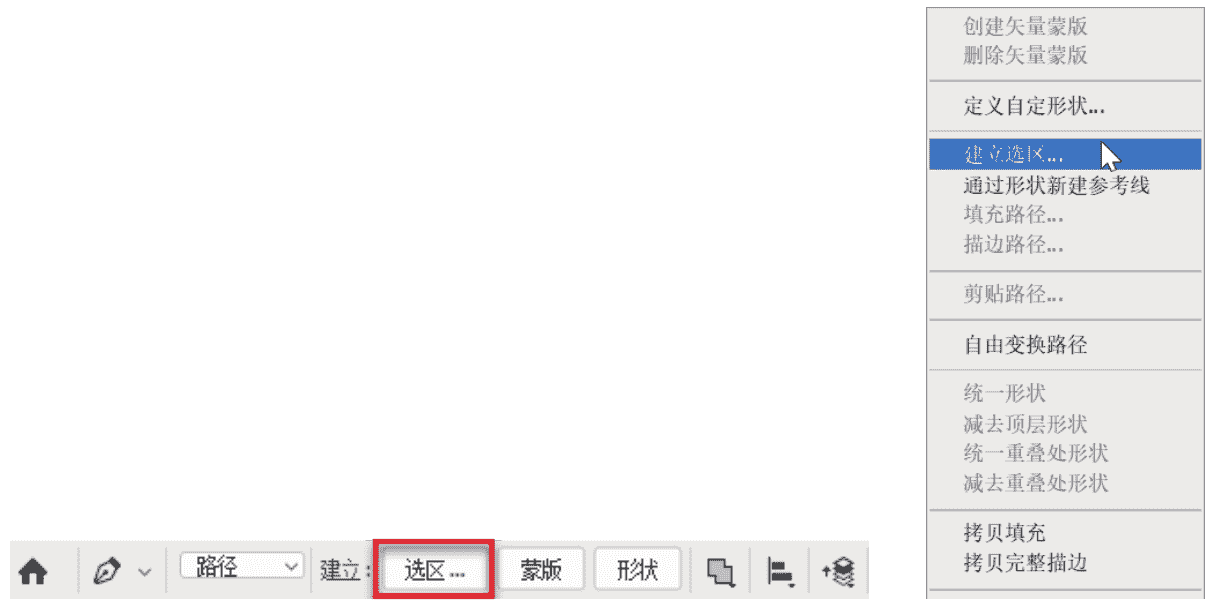 创建矢量蒙版
删除矢量蒙版
定义自定形状...
建立选区...
通过形状新建参考线
填充路径...
描边路径...
剪贴路径...
自由变换路径
统一形状
减去顶层形状
统一重叠处形状
减去重叠处形状
拷贝填充
拷贝完整描边
路径 建立: 选区... 蒙版 形状